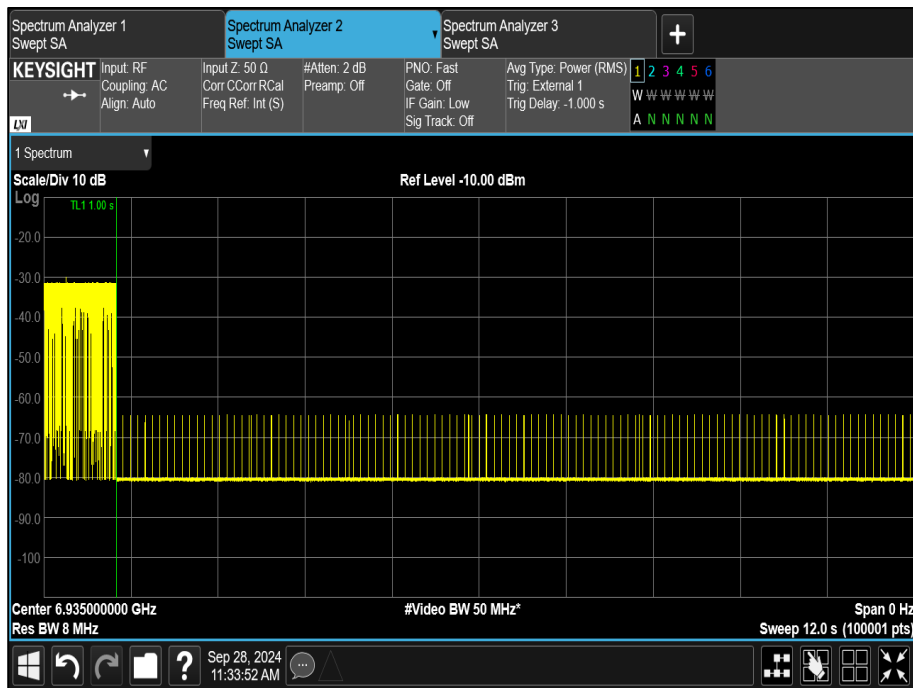 Spectrum Analyzer 1
Swept SA
Spectrum Analyzer 2
Swept SA
Spectrum Analyzer 3
Swept SA
+
KEYSIGHT
LXI
Input: RF
Coupling: AC
Align: Auto
Input Z: 50 Ω
Corr CCorr RCal
Freq Ref: Int (S)
#Atten: 2 dB
Preamp: Off
PNO: Fast
Gate: Off
IF Gain: Low
Sig Track: Off
Avg Type: Power (RMS)
Trig: External 1
Trig Delay: -1.000 s
1 2 3 4 5 6
W W W W W W
A N N N N N
1 Spectrum
Scale/Div 10 dB
Ref Level -10.00 dBm
Log
TL1 1.00 s
-20.0
-30.0
-40.0
-50.0
-60.0
-70.0
-80.0
-90.0
-100
Center 6.935000000 GHz
#Video BW 50 MHz*
Span 0 Hz
Res BW 8 MHz
Sweep 12.0 s (100001 pts)
?
Sep 28, 2024
11:33:52 AM